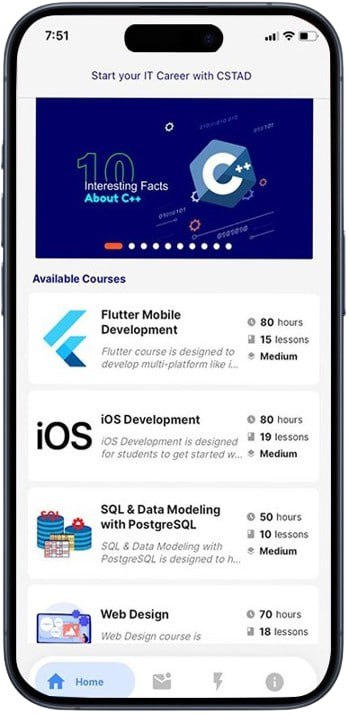 7:51
Start your IT Career with CSTAD
10
Interesting Facts
About C++
C++
0101101
0101101
Available Courses
Flutter Mobile
Development
Flutter course is designed to
develop multi-platform like i...
80 hours
15 lessons
Medium
iOS
iOS Development
iOS Development is designed
for students to get started w...
80 hours
19 lessons
Medium
SQL
SQL & Data Modeling
with PostgreSQL
SQL & Data Modeling with
PostgreSQL is designed to h...
50 hours
10 lessons
Medium
Web Design
Web Design course is
70 hours
18 lessons
Home